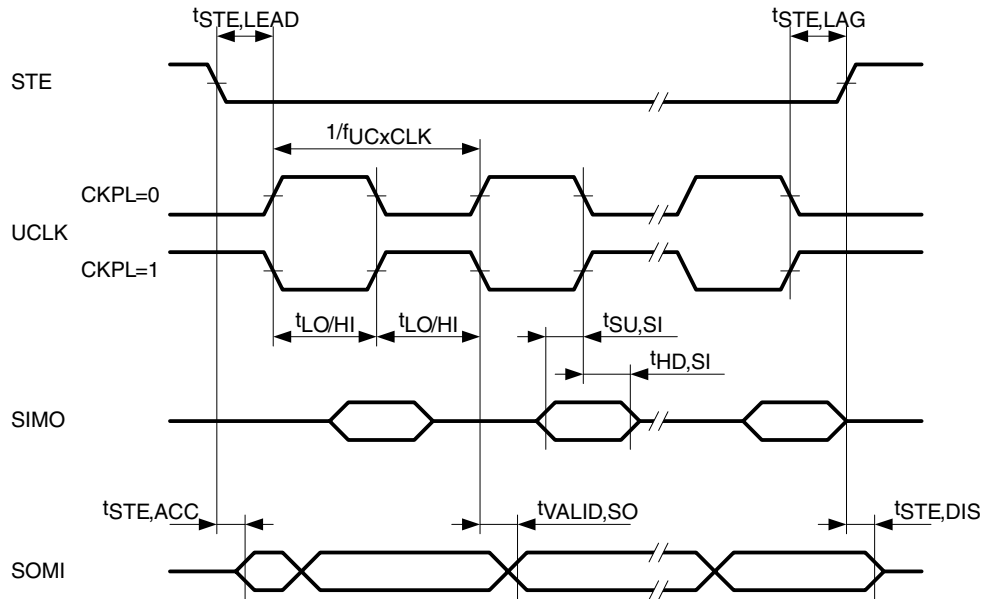 tSTE,LEAD
tSTE,LAG
STE
1/fUCxCLK
CKPL=0
UCLK
CKPL=1
tLO/HI
tLO/HI
tSU,SI
tHD,SI
SIMO
tSTE,ACC
tVALID,SO
tSTE,DIS
SOMI